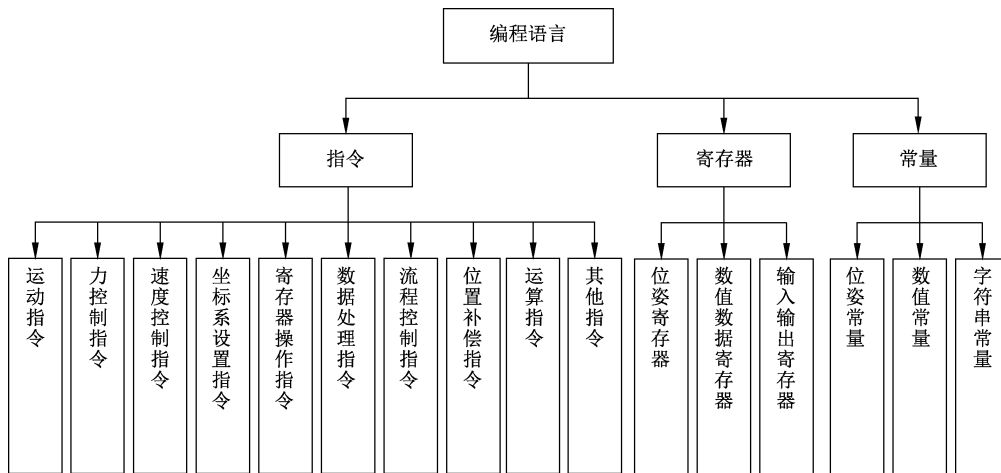 编程语言
指令
寄存器
常量
运动指令
力控制指令
速度控制指令
坐标系设置指令
寄存器操作指令
数据处理指令
流程控制指令
位置补偿指令
运算指令
其他指令
位姿寄存器
数值数据寄存器
输入输出寄存器
位姿常量
数值常量
字符串常量